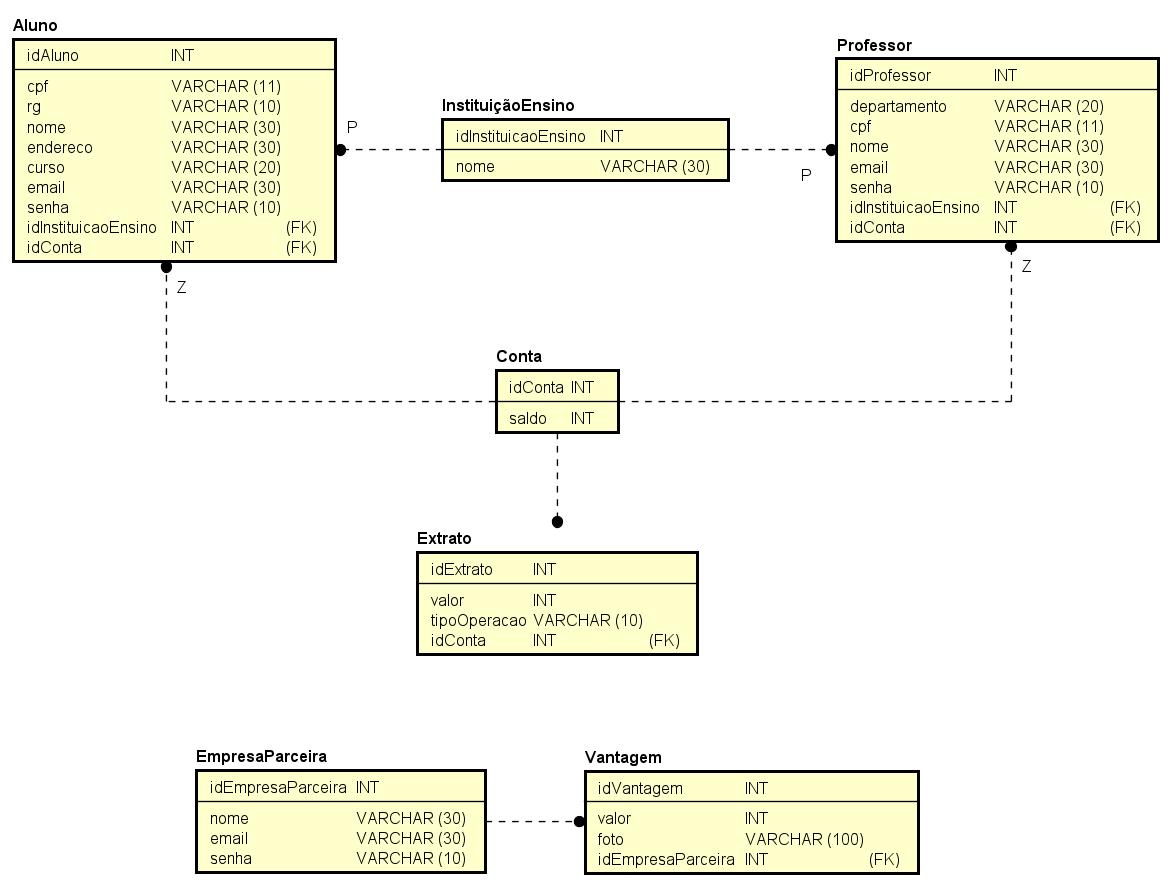 Aluno
idAluno INT
cpf VARCHAR (11)
rg VARCHAR (10)
nome VARCHAR (30)
endereco VARCHAR (30)
curso VARCHAR (20)
email VARCHAR (30)
senha VARCHAR (10)
idInstituicaoEnsino INT (FK)
idConta INT (FK)
P
Z
InstituiçãoEnsino
idInstituicaoEnsino INT
nome VARCHAR (30)
Professor
idProfessor INT
departamento VARCHAR (20)
cpf VARCHAR (11)
nome VARCHAR (30)
email VARCHAR (30)
senha VARCHAR (10)
idInstituicaoEnsino INT (FK)
idConta INT (FK)
P
Z
Conta
idConta INT
saldo INT
Extrato
idExtrato INT
valor INT
tipoOperacao VARCHAR (10)
idConta INT (FK)
EmpresaParceira
idEmpresaParceira INT
nome VARCHAR (30)
email VARCHAR (30)
senha VARCHAR (10)
Vantagem
idVantagem INT
valor INT
foto VARCHAR (100)
idEmpresaParceira INT (FK)